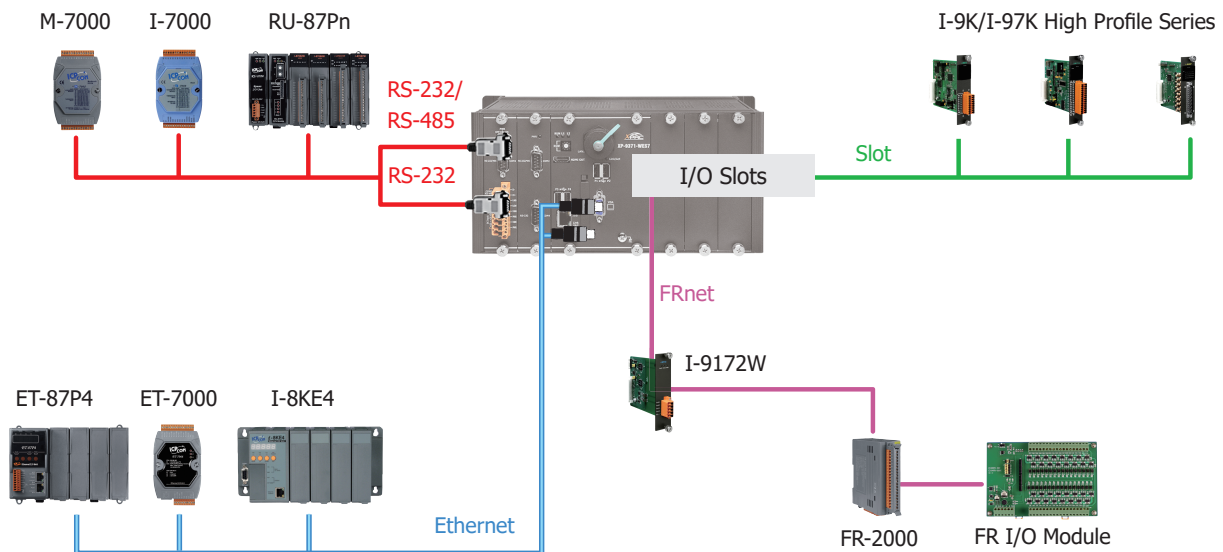 M-7000
I-7000
RU-87Pn
I-9K/I-97K High Profile Series
RS-232/
RS-485
RS-232
I/O Slots
Slot
FRnet
I-9172W
ET-87P4
ET-7000
I-8KE4
Ethernet
FR-2000
FR I/O Module